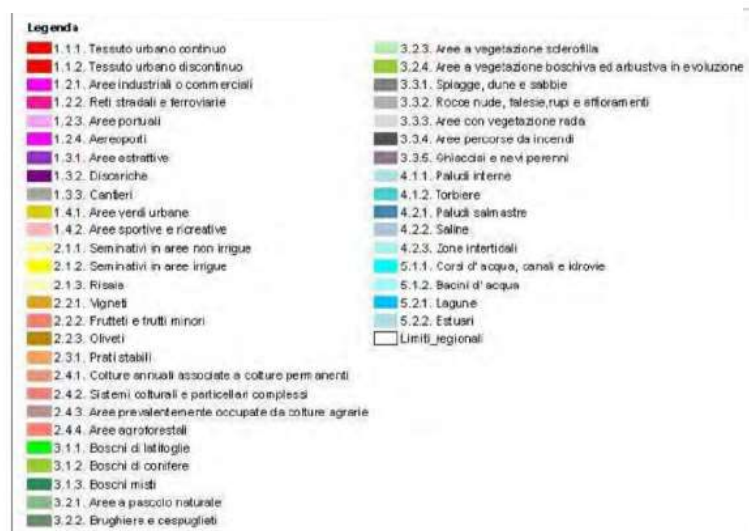 Legenda
1.1.1. Tessuto urbano continuo
1.1.2. Tessuto urbano discontinuo
1.2.1. Aree industriali o commerciali
1.2.2. Reti stradali e ferroviarie
1.2.3. Aree portuali
1.2.4. Aereoporti
1.3.1. Aree estrattive
1.3.2. Discariche
1.3.3. Cantieri
1.4.1. Aree verdi urbane
1.4.2. Aree sportive e ricreative
2.1.1. Seminativi in aree non irrigue
2.1.2. Seminativi in aree irrigue
2.1.3. Risaie
2.2.1. Vigneti
2.2.2. Frutteti e frutti minori
2.2.3. Oliveti
2.3.1. Prati stabili
2.4.1. Colture annuali associate a colture permanenti
2.4.2. Sistemi colturali e particellari complessi
2.4.3. Aree prevalentemente occupate da colture agrarie
2.4.4. Aree agroforestali
3.1.1. Boschi di latifoglie
3.1.2. Boschi di conifere
3.1.3. Boschi misti
3.2.1. Aree a pascolo naturale
3.2.2. Brughiere e cespuglieti
3.2.3. Aree a vegetazione sclerofilla
3.2.4. Aree a vegetazione boschiva ed arbustva in evoluzione
3.3.1. Spiagge, dune e sabbie
3.3.2. Rocce nude, falesie,rupi e affioramenti
3.3.3. Aree con vegetazione rada
3.3.4. Aree percorse da incendi
3.3.5. Ghiacciai e nevi perenni
4.1.1. Paludi interne
4.1.2. Torbiere
4.2.1. Paludi salmastre
4.2.2. Saline
4.2.3. Zone intertidali
5.1.1. Corsi d'acqua, canali e idrovie
5.1.2. Bacini d'acqua
5.2.1. Lagune
5.2.2. Estuari
Limiti_regionali